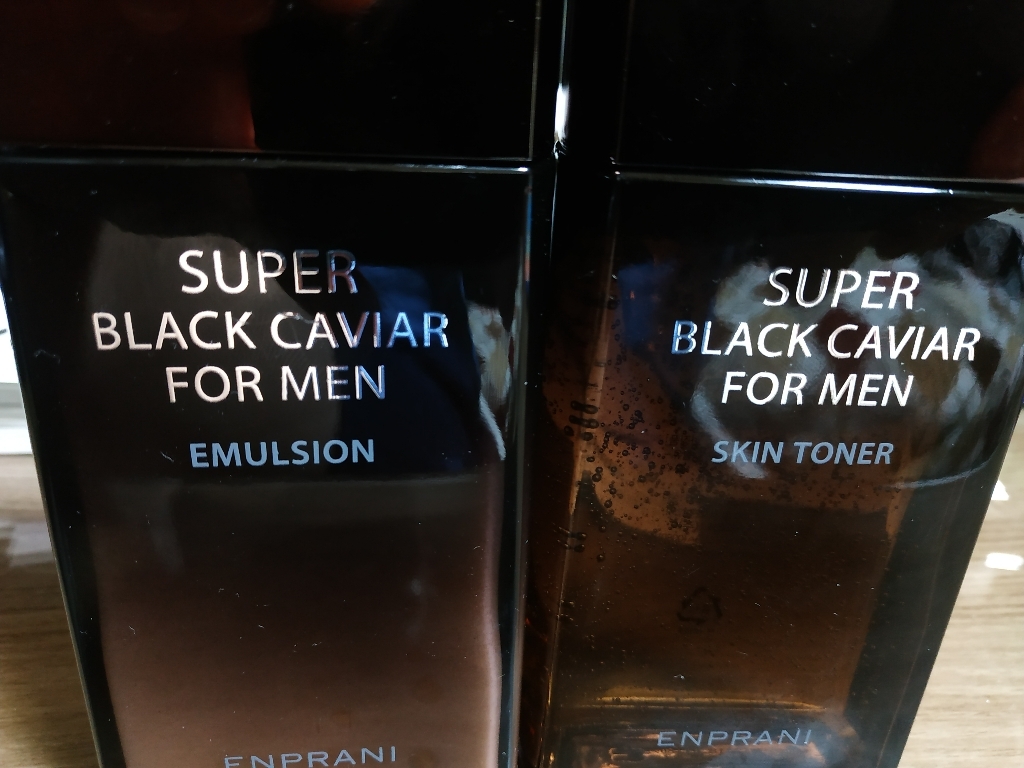 SUPER
BLACK CAVIAR
FOR MEN
EMULSION
ENPRANI
SUPER
BLACK CAVIAR
FOR MEN
SKIN TONER
ENPRANI